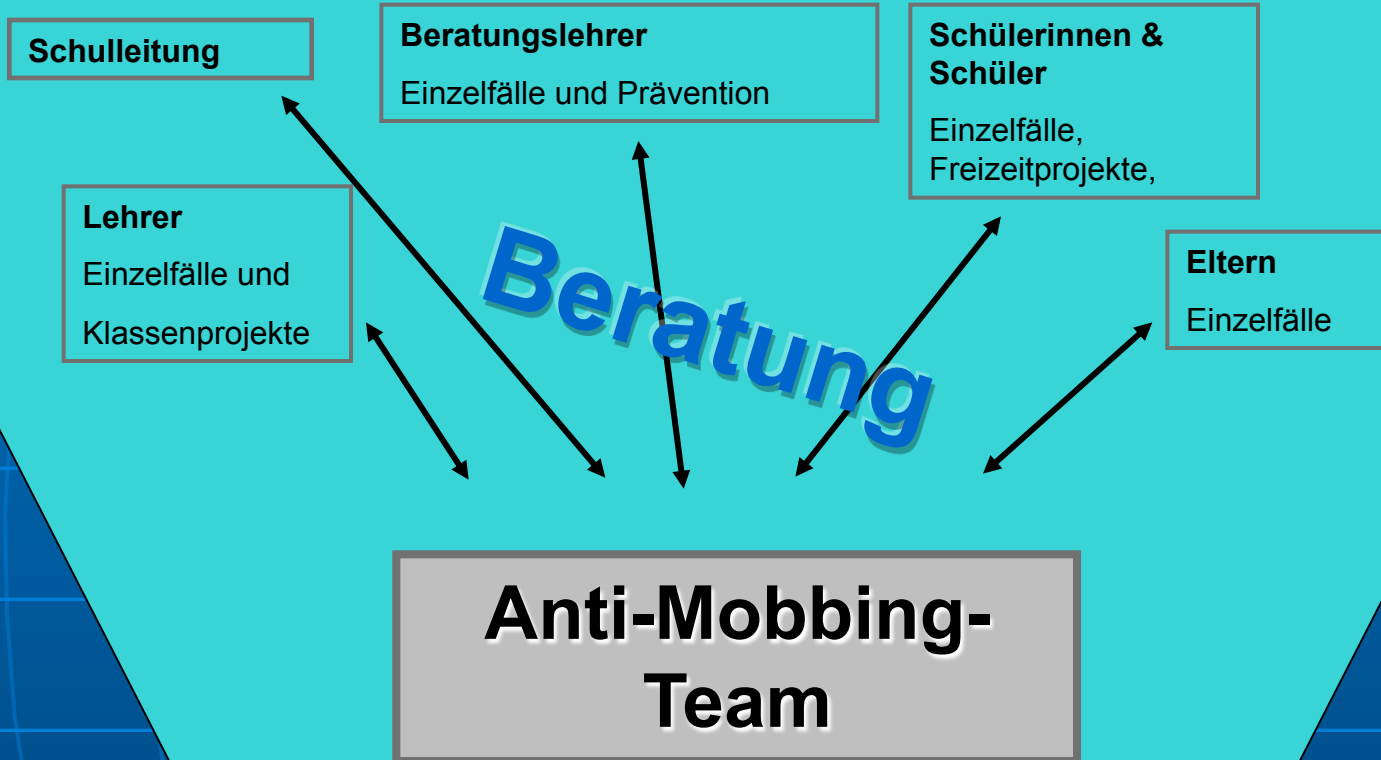 Schulleitung
Beratungslehrer
Einzelfälle und Prävention
Schülerinnen &
Schüler
Einzelfälle,
Freizeitprojekte,
Lehrer
Einzelfälle und
Klassenprojekte
Eltern
Einzelfälle
Beratung
Anti-Mobbing-
Team